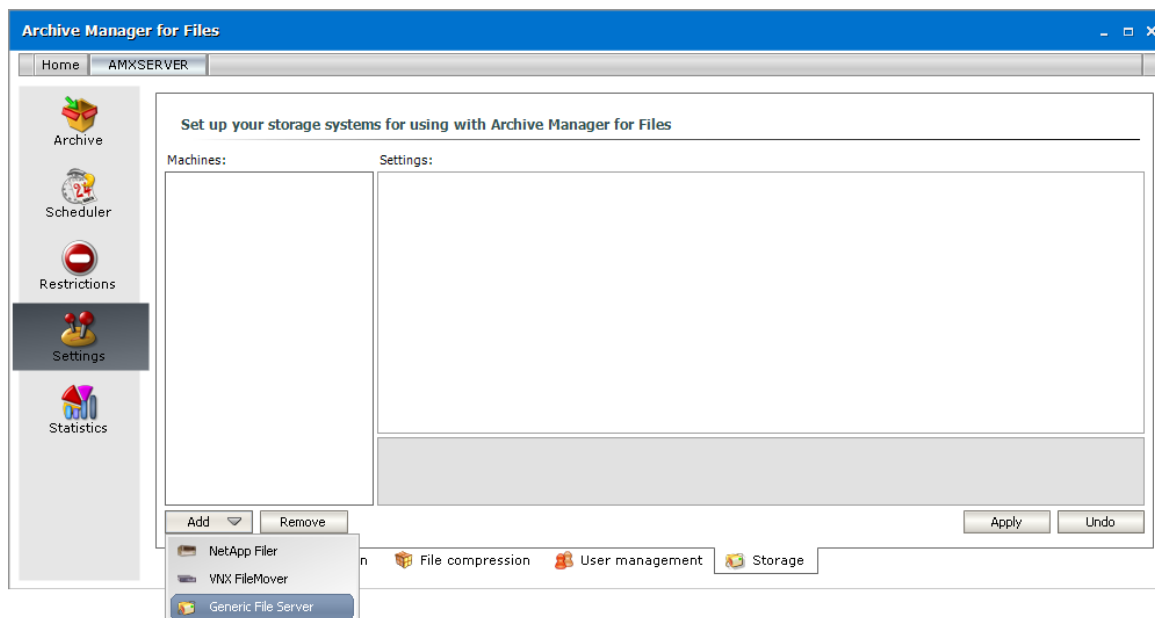 Archive Manager for Files
Home AMXSERVER
Archive
Scheduler
Restrictions
Settings
Statistics
Set up your storage systems for using with Archive Manager for Files
Machines: Settings:
Add Remove Apply Undo
NetApp Filer
VNX FileMover
Generic File Server
n File compression User management Storage